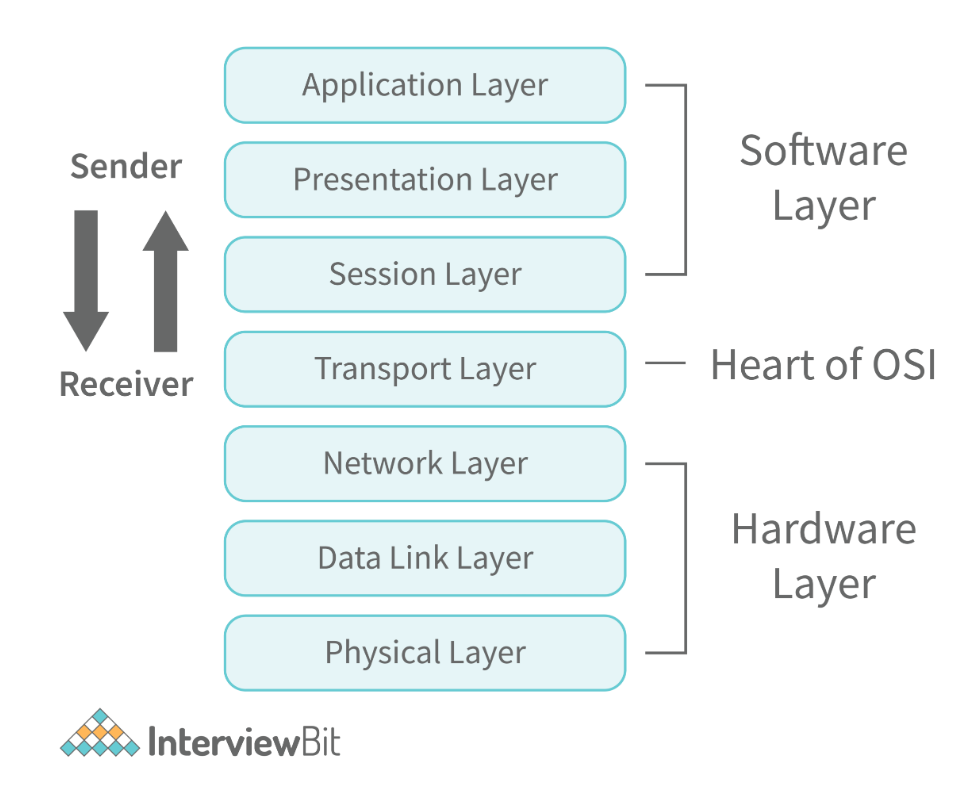 Application Layer
Presentation Layer
Session Layer
Transport Layer
Network Layer
Data Link Layer
Physical Layer
Sender
Receiver
Software
Layer
Heart of OSI
Hardware
Layer
InterviewBit